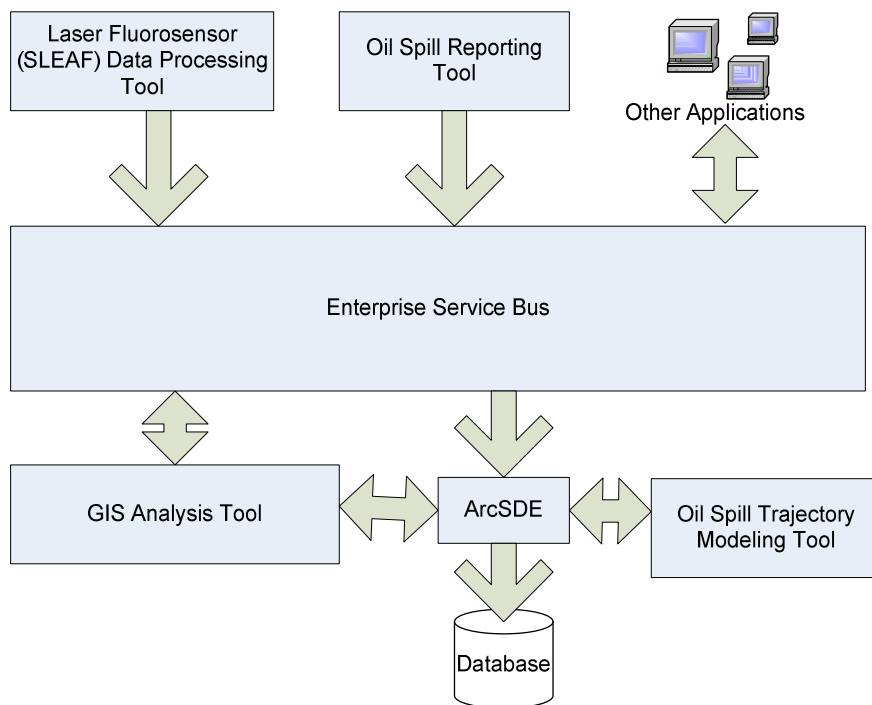 Laser Fluorosensor
(SLEAF) Data Processing
Tool
Oil Spill Reporting
Tool
Other Applications
Enterprise Service Bus
GIS Analysis Tool
ArcSDE
Oil Spill Trajectory
Modeling Tool
Database